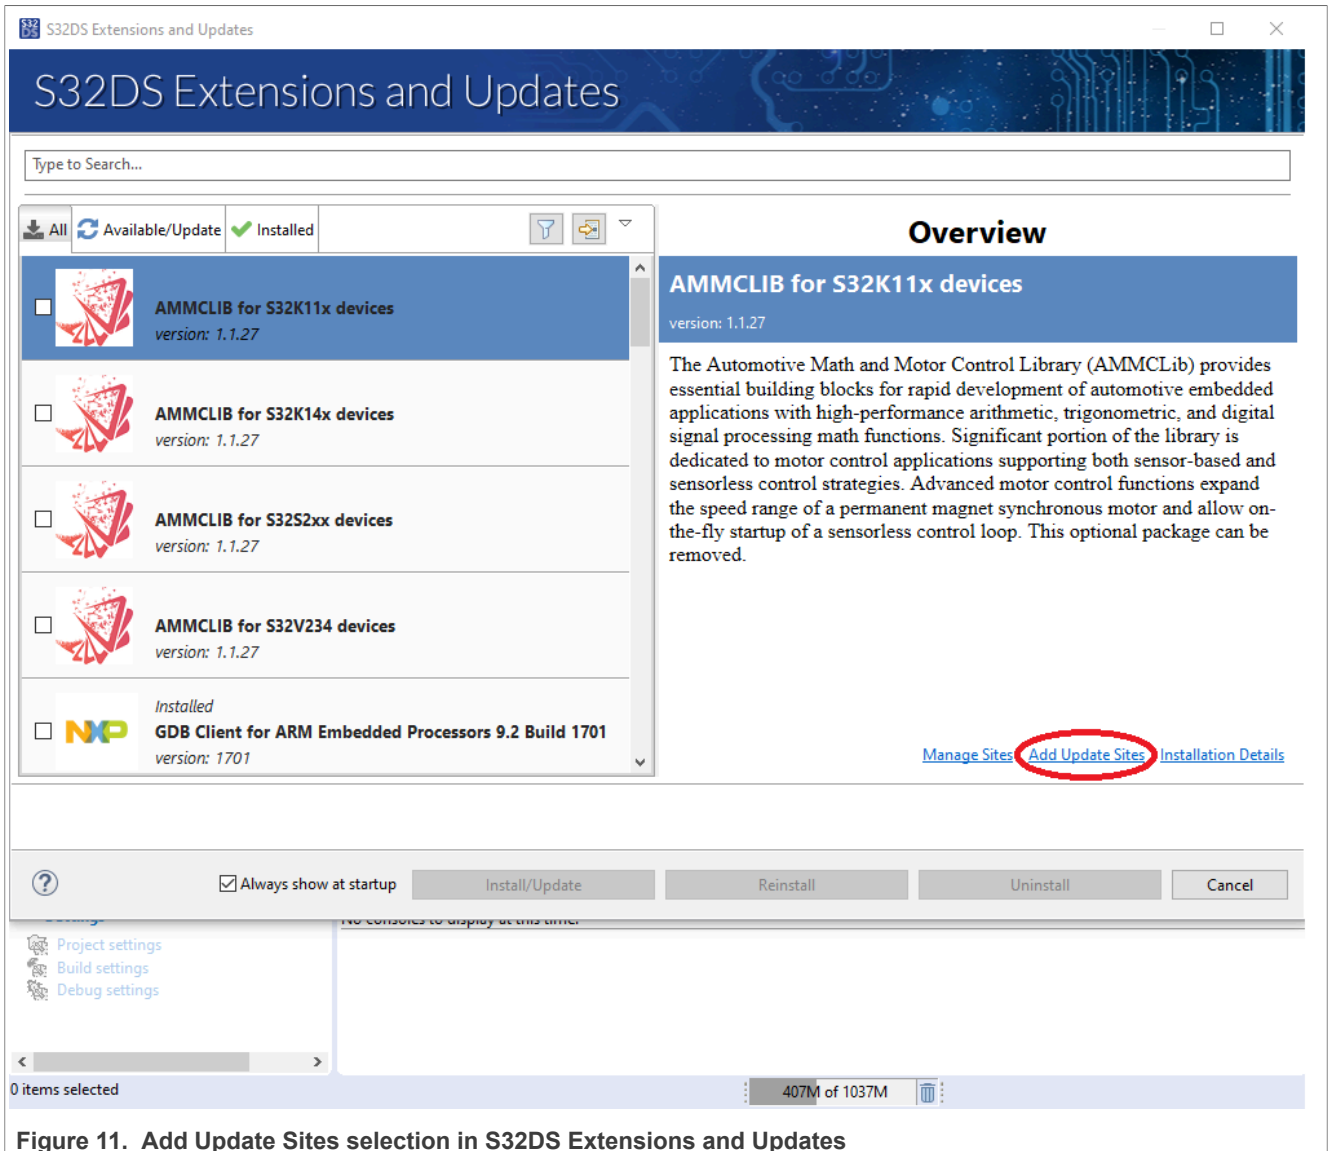 S32DS Extensions and Updates
S32DS Extensions and Updates
Type to Search...
All Available/Update Installed
Overview
AMMCLIB for S32K11x devices
version: 1.1.27
AMMCLIB for S32K14x devices
version: 1.1.27
AMMCLIB for S32S2xx devices
version: 1.1.27
AMMCLIB for S32V234 devices
version: 1.1.27
NXP
Installed
GDB Client for ARM Embedded Processors 9.2 Build 1701
version: 1701
AMMCLIB for S32K11x devices
version: 1.1.27
The Automotive Math and Motor Control Library (AMMCLib) provides
essential building blocks for rapid development of automotive embedded
applications with high-performance arithmetic, trigonometric, and digital
signal processing math functions. Significant portion of the library is
dedicated to motor control applications supporting both sensor-based and
sensorless control strategies. Advanced motor control functions expand
the speed range of a permanent magnet synchronous motor and allow on-
the-fly startup of a sensorless control loop. This optional package can be
removed.
Manage Sites Add Update Sites Installation Details
Always show at startup Install/Update Reinstall Uninstall Cancel
Settings
No consoles to display at this time.
Project settings
Build settings
Debug settings
0 items selected
407M of 1037M
Figure 11. Add Update Sites selection in S32DS Extensions and Updates